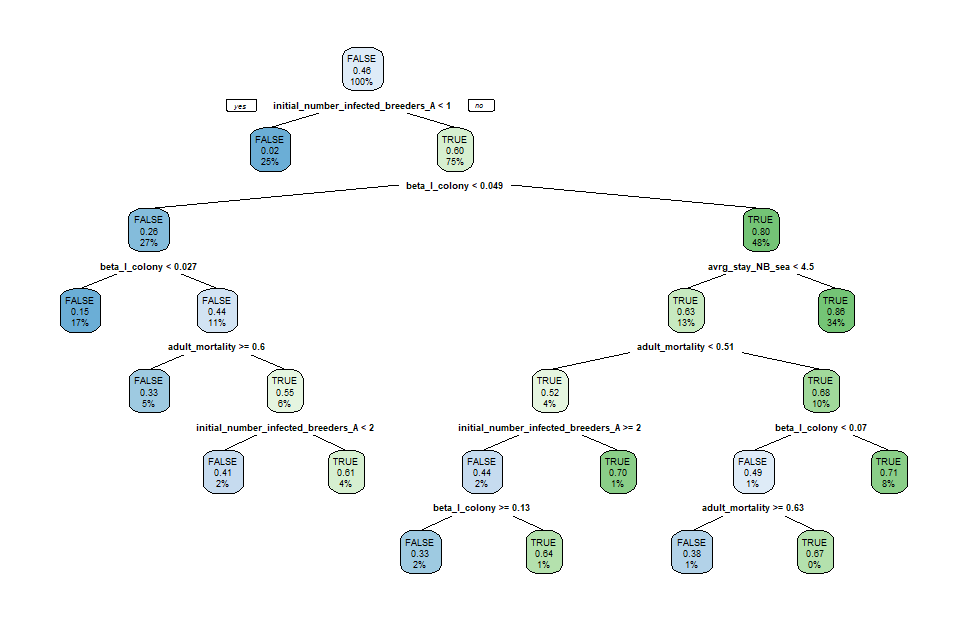 FALSE
0.46
100%
yes
initial_number_infected_breeders_A < 1
no
FALSE
0.02
25%
TRUE
0.60
75%
beta_I_colony < 0.049
FALSE
0.26
27%
TRUE
0.80
48%
beta_I_colony < 0.027
avrg_stay_NB_sea < 4.5
FALSE
0.15
17%
FALSE
0.44
11%
TRUE
0.63
13%
TRUE
0.86
34%
adult_mortality >= 0.6
adult_mortality < 0.51
FALSE
0.33
5%
TRUE
0.55
6%
TRUE
0.52
4%
TRUE
0.68
10%
initial_number_infected_breeders_A < 2
initial_number_infected_breeders_A >= 2
beta_I_colony < 0.07
FALSE
0.41
2%
TRUE
0.61
4%
FALSE
0.44
2%
TRUE
0.70
1%
FALSE
0.49
1%
TRUE
0.71
8%
beta_I_colony >= 0.13
adult_mortality >= 0.63
FALSE
0.33
2%
TRUE
0.64
1%
FALSE
0.38
1%
TRUE
0.67
0%